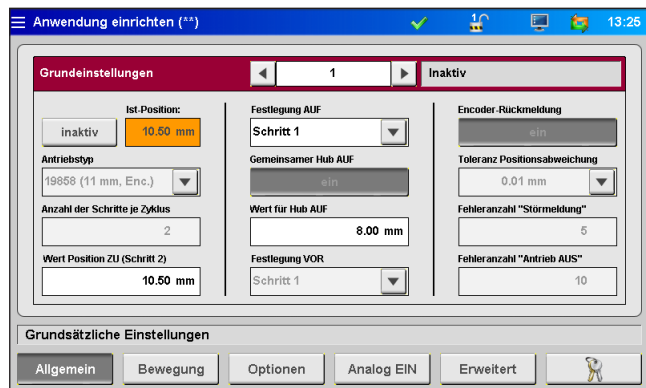 Anwendung einrichten (**)
13:26
Grundeinstellungen
1
Inaktiv
Ist-Position:
inaktiv
10.50 mm
Antriebstyp
19858 (11 mm, Enc.)
Anzahl der Schritte je Zyklus
2
Wert Position ZU (Schritt 2)
10.50 mm
Festlegung AUF
Schritt 1
Gemeinsamer Hub AUF
ein
Wert für Hub AUF
8.00 mm
Festlegung VOR
Schritt 1
Encoder-Rückmeldung
ein
Toleranz Positionsabweichung
0.01 mm
Fehleranzahl "Störmeldung"
5
Fehleranzahl "Antrieb AUS"
10
Grundsätzliche Einstellungen
Allgemein
Bewegung
Optionen
Analog EIN
Erweitert